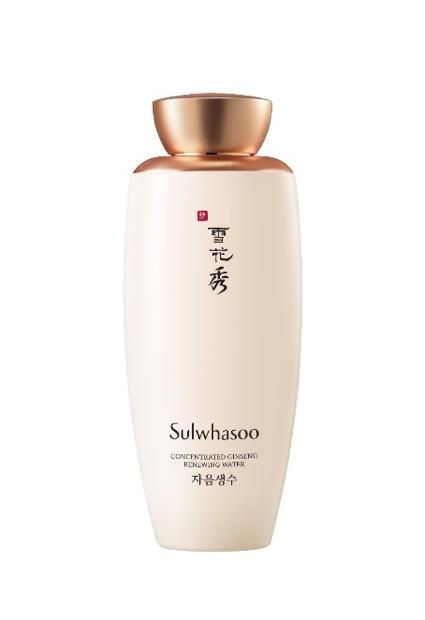 雪
花
秀
Sulwhasoo
CONCENTRATED GINSENG
RENEWING WATER
자음생수